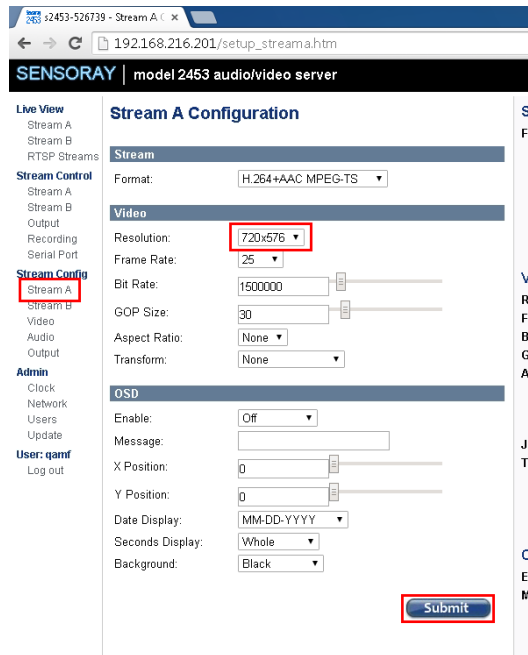 s2453-526739 - Stream A C
192.168.216.201/setup_streama.htm
SENSORAY | model 2453 audio/video server
Live View
Stream A
Stream B
RTSP Streams
Stream Control
Stream A
Stream B
Output
Recording
Serial Port
Stream Config
Stream A
Stream B
Video
Audio
Output
Admin
Clock
Network
Users
Update
User: qamf
Log out
Stream A Configuration
Stream
Format: H.264+AAC MPEG-TS
Video
Resolution: 720x576
Frame Rate: 25
Bit Rate: 1500000
GOP Size: 30
Aspect Ratio: None
Transform: None
OSD
Enable: Off
Message:
X Position: 0
Y Position: 0
Date Display: MM-DD-YYYY
Seconds Display: Whole
Background: Black
Submit
S
F
V
R
F
B
G
A
J
T
E
M